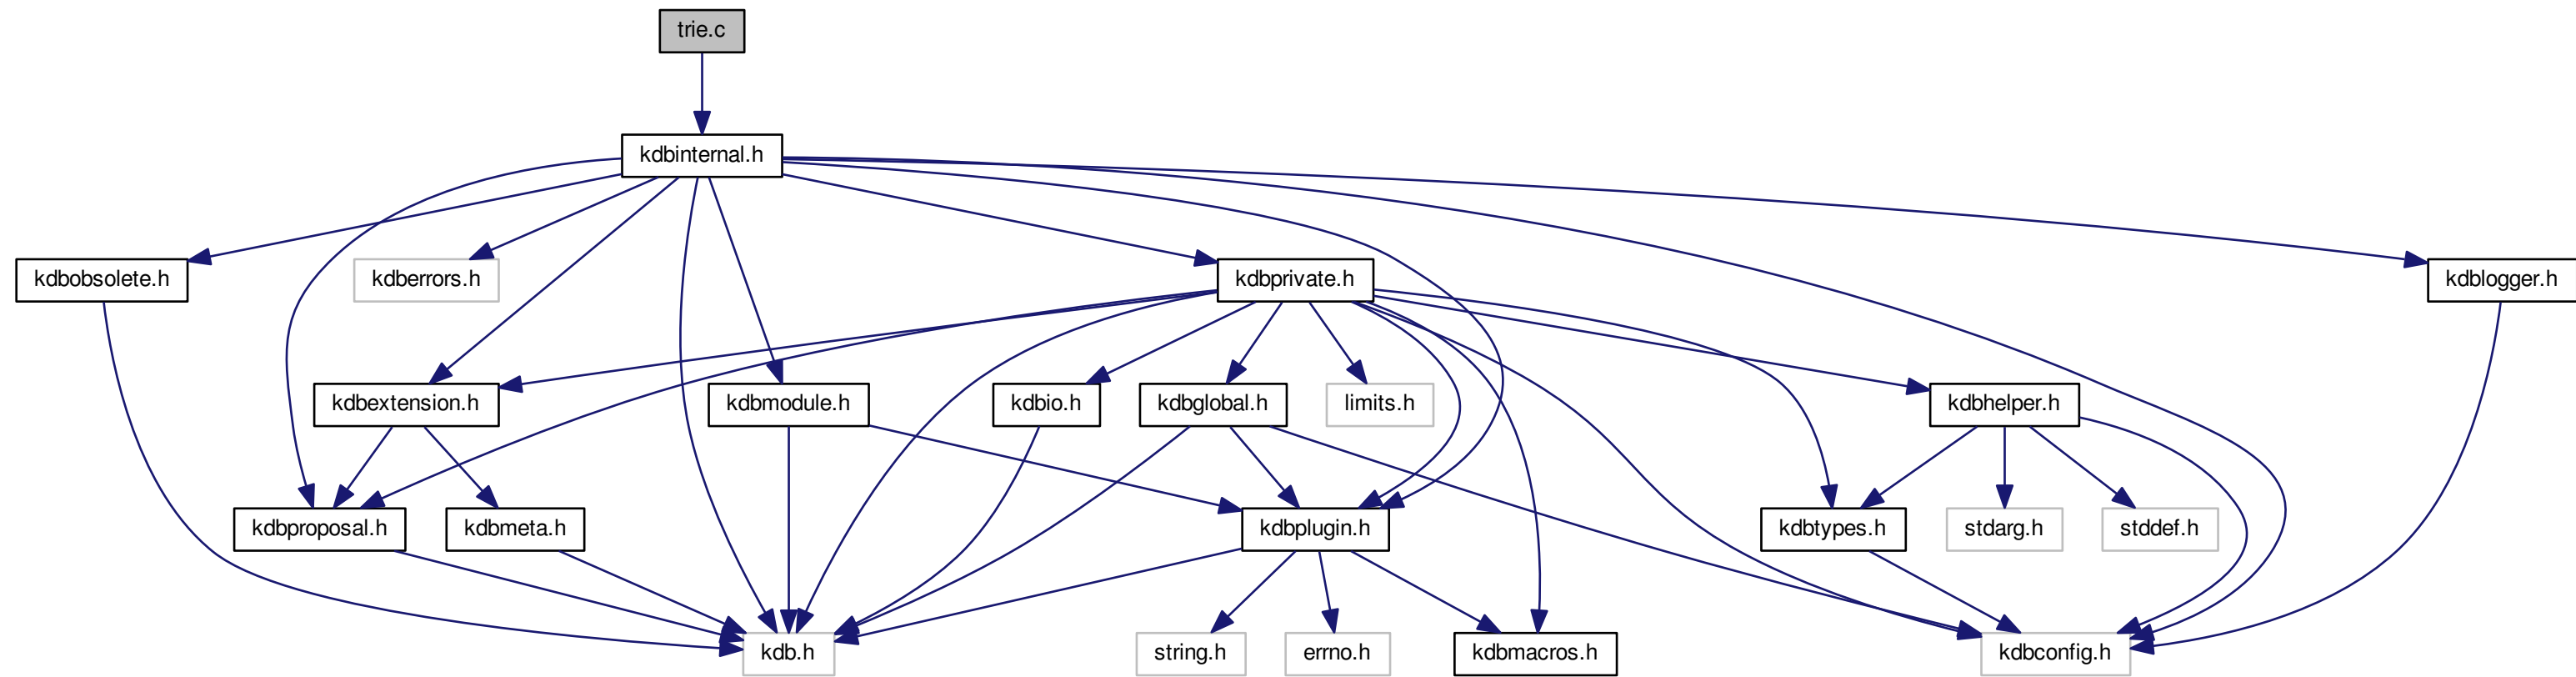 trie.c
kdbinternal.h
kdbobsolete.h
kdberrors.h
kdbprivate.h
kdblogger.h
kdbextension.h
kdbmodule.h
kdbio.h
kdbglobal.h
limits.h
kdbhelper.h
kdbproposal.h
kdbmeta.h
kdbplugin.h
kdbtypes.h
stdarg.h
stddef.h
kdb.h
string.h
errno.h
kdbmacros.h
kdbconfig.h